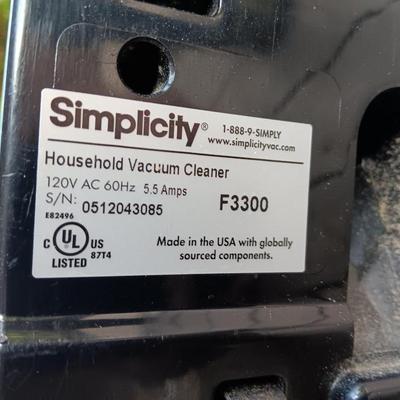 Simplicity® 1-888-9-SIMPLY
www.simplicityvac.com
Household Vacuum Cleaner
120V AC 60Hz 5.5 Amps
S/N: 0512043085 F3300
E82496
C UL US
LISTED 87T4
Made in the USA with globally
sourced components.